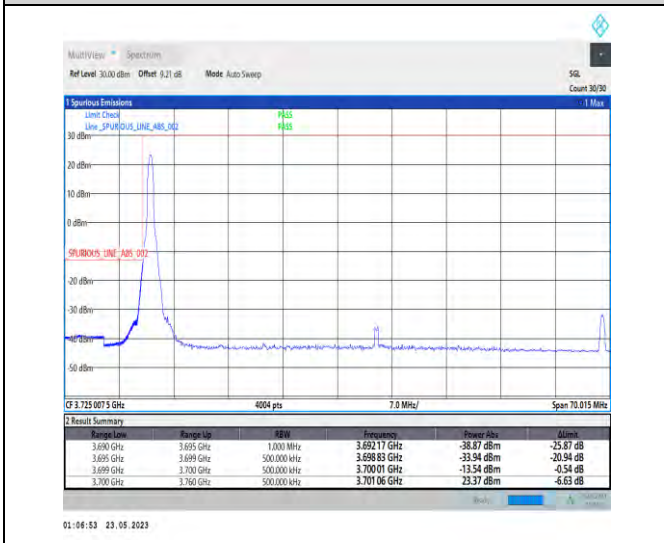 MultiView Spectrum
Ref Level 30.00 dBm Offset 9.21 dB Mode Auto Sweep SGL
Count 30/30
1 Spurious Emissions 1 Max
Limit Check PASS
Line _SPURIOUS_LINE_ABS_002 PASS
30 dBm
20 dBm
10 dBm
0 dBm
_SPURIOUS_LINE_ABS_002
-20 dBm
-30 dBm
-40 dBm
-50 dBm
CF 3.725 007 5 GHz 4004 pts 7.0 MHz/ Span 70.015 MHz
2 Result Summary
Range Low Range Up RBW Frequency Power Abs ΔLimit
3.690 GHz 3.695 GHz 1.000 MHz 3.692 17 GHz -38.87 dBm -25.87 dB
3.695 GHz 3.699 GHz 500.000 kHz 3.698 83 GHz -33.94 dBm -20.94 dB
3.699 GHz 3.700 GHz 500.000 kHz 3.700 01 GHz -13.54 dBm -0.54 dB
3.700 GHz 3.760 GHz 500.000 kHz 3.701 06 GHz 23.37 dBm -6.63 dB
01:06:53 23.05.2023